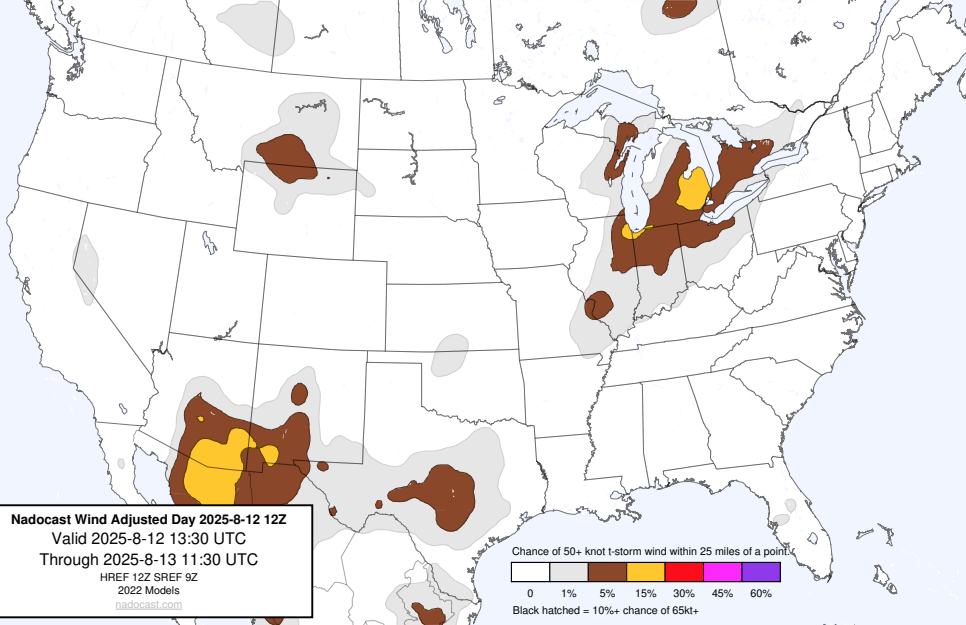 Nadocast Wind Adjusted Day 2025-8-12 12Z
Valid 2025-8-12 13:30 UTC
Through 2025-8-13 11:30 UTC
HREF 12Z SREF 9Z
2022 Models
nadocast.com
Chance of 50+ knot t-storm wind within 25 miles of a point.
0 1% 5% 15% 30% 45% 60%
Black hatched = 10%+ chance of 65kt+